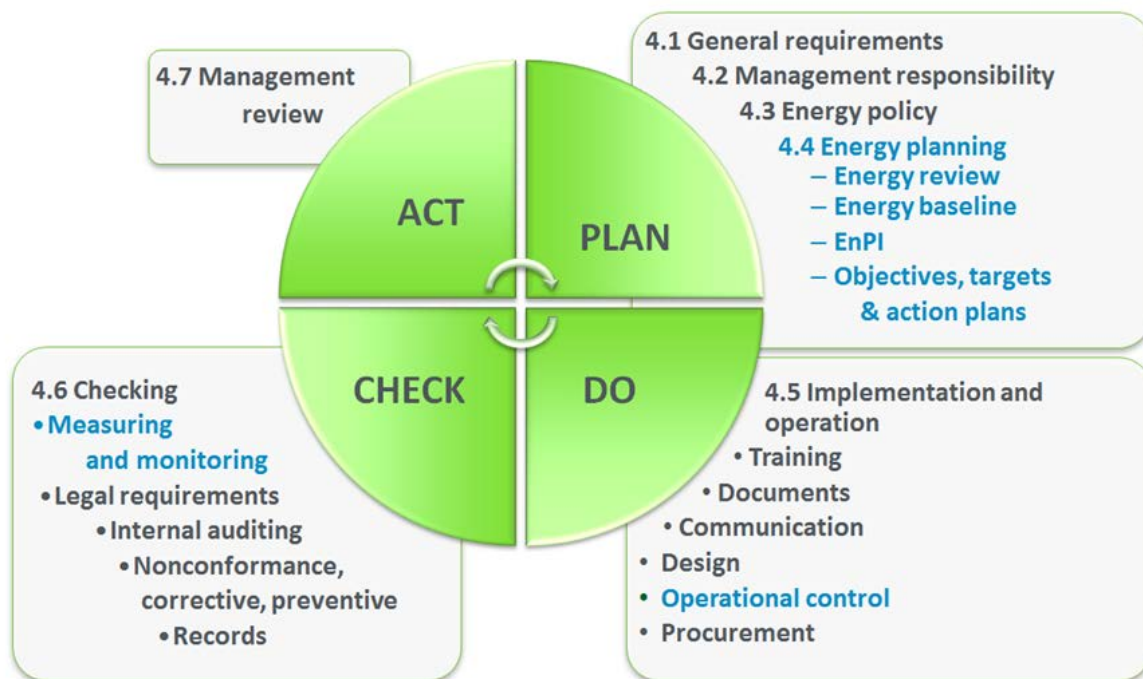 4.7 Management
review
ACT
4.1 General requirements
4.2 Management responsibility
4.3 Energy policy
4.4 Energy planning
– Energy review
– Energy baseline
– EnPI
– Objectives, targets
& action plans
PLAN
4.6 Checking
• Measuring
and monitoring
• Legal requirements
• Internal auditing
• Nonconformance,
corrective, preventive
• Records
CHECK
DO
4.5 Implementation and
operation
• Training
• Documents
• Communication
• Design
• Operational control
• Procurement